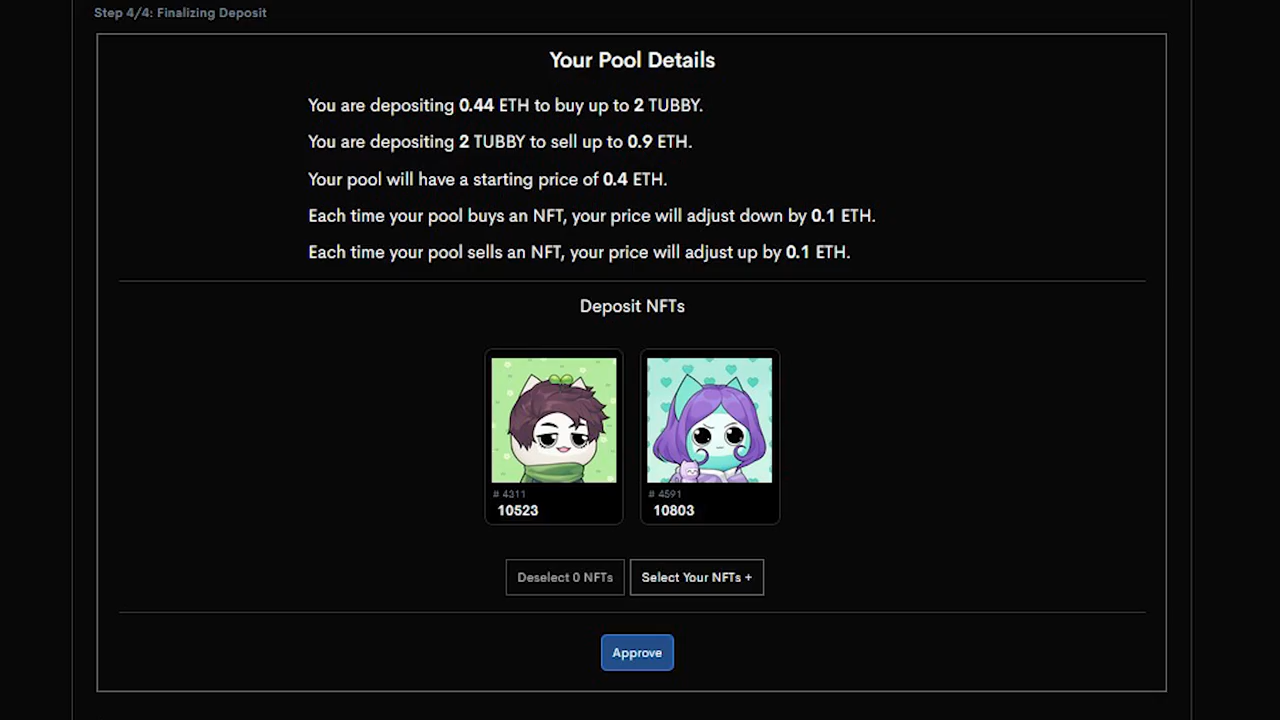 Step 4/4: Finalizing Deposit
Your Pool Details
You are depositing 0.44 ETH to buy up to 2 TUBBY.
You are depositing 2 TUBBY to sell up to 0.9 ETH.
Your pool will have a starting price of 0.4 ETH.
Each time your pool buys an NFT, your price will adjust down by 0.1 ETH.
Each time your pool sells an NFT, your price will adjust up by 0.1 ETH.
Deposit NFTs
# 4311
10523
# 4591
10803
Deselect 0 NFTs
Select Your NFTs +
Approve